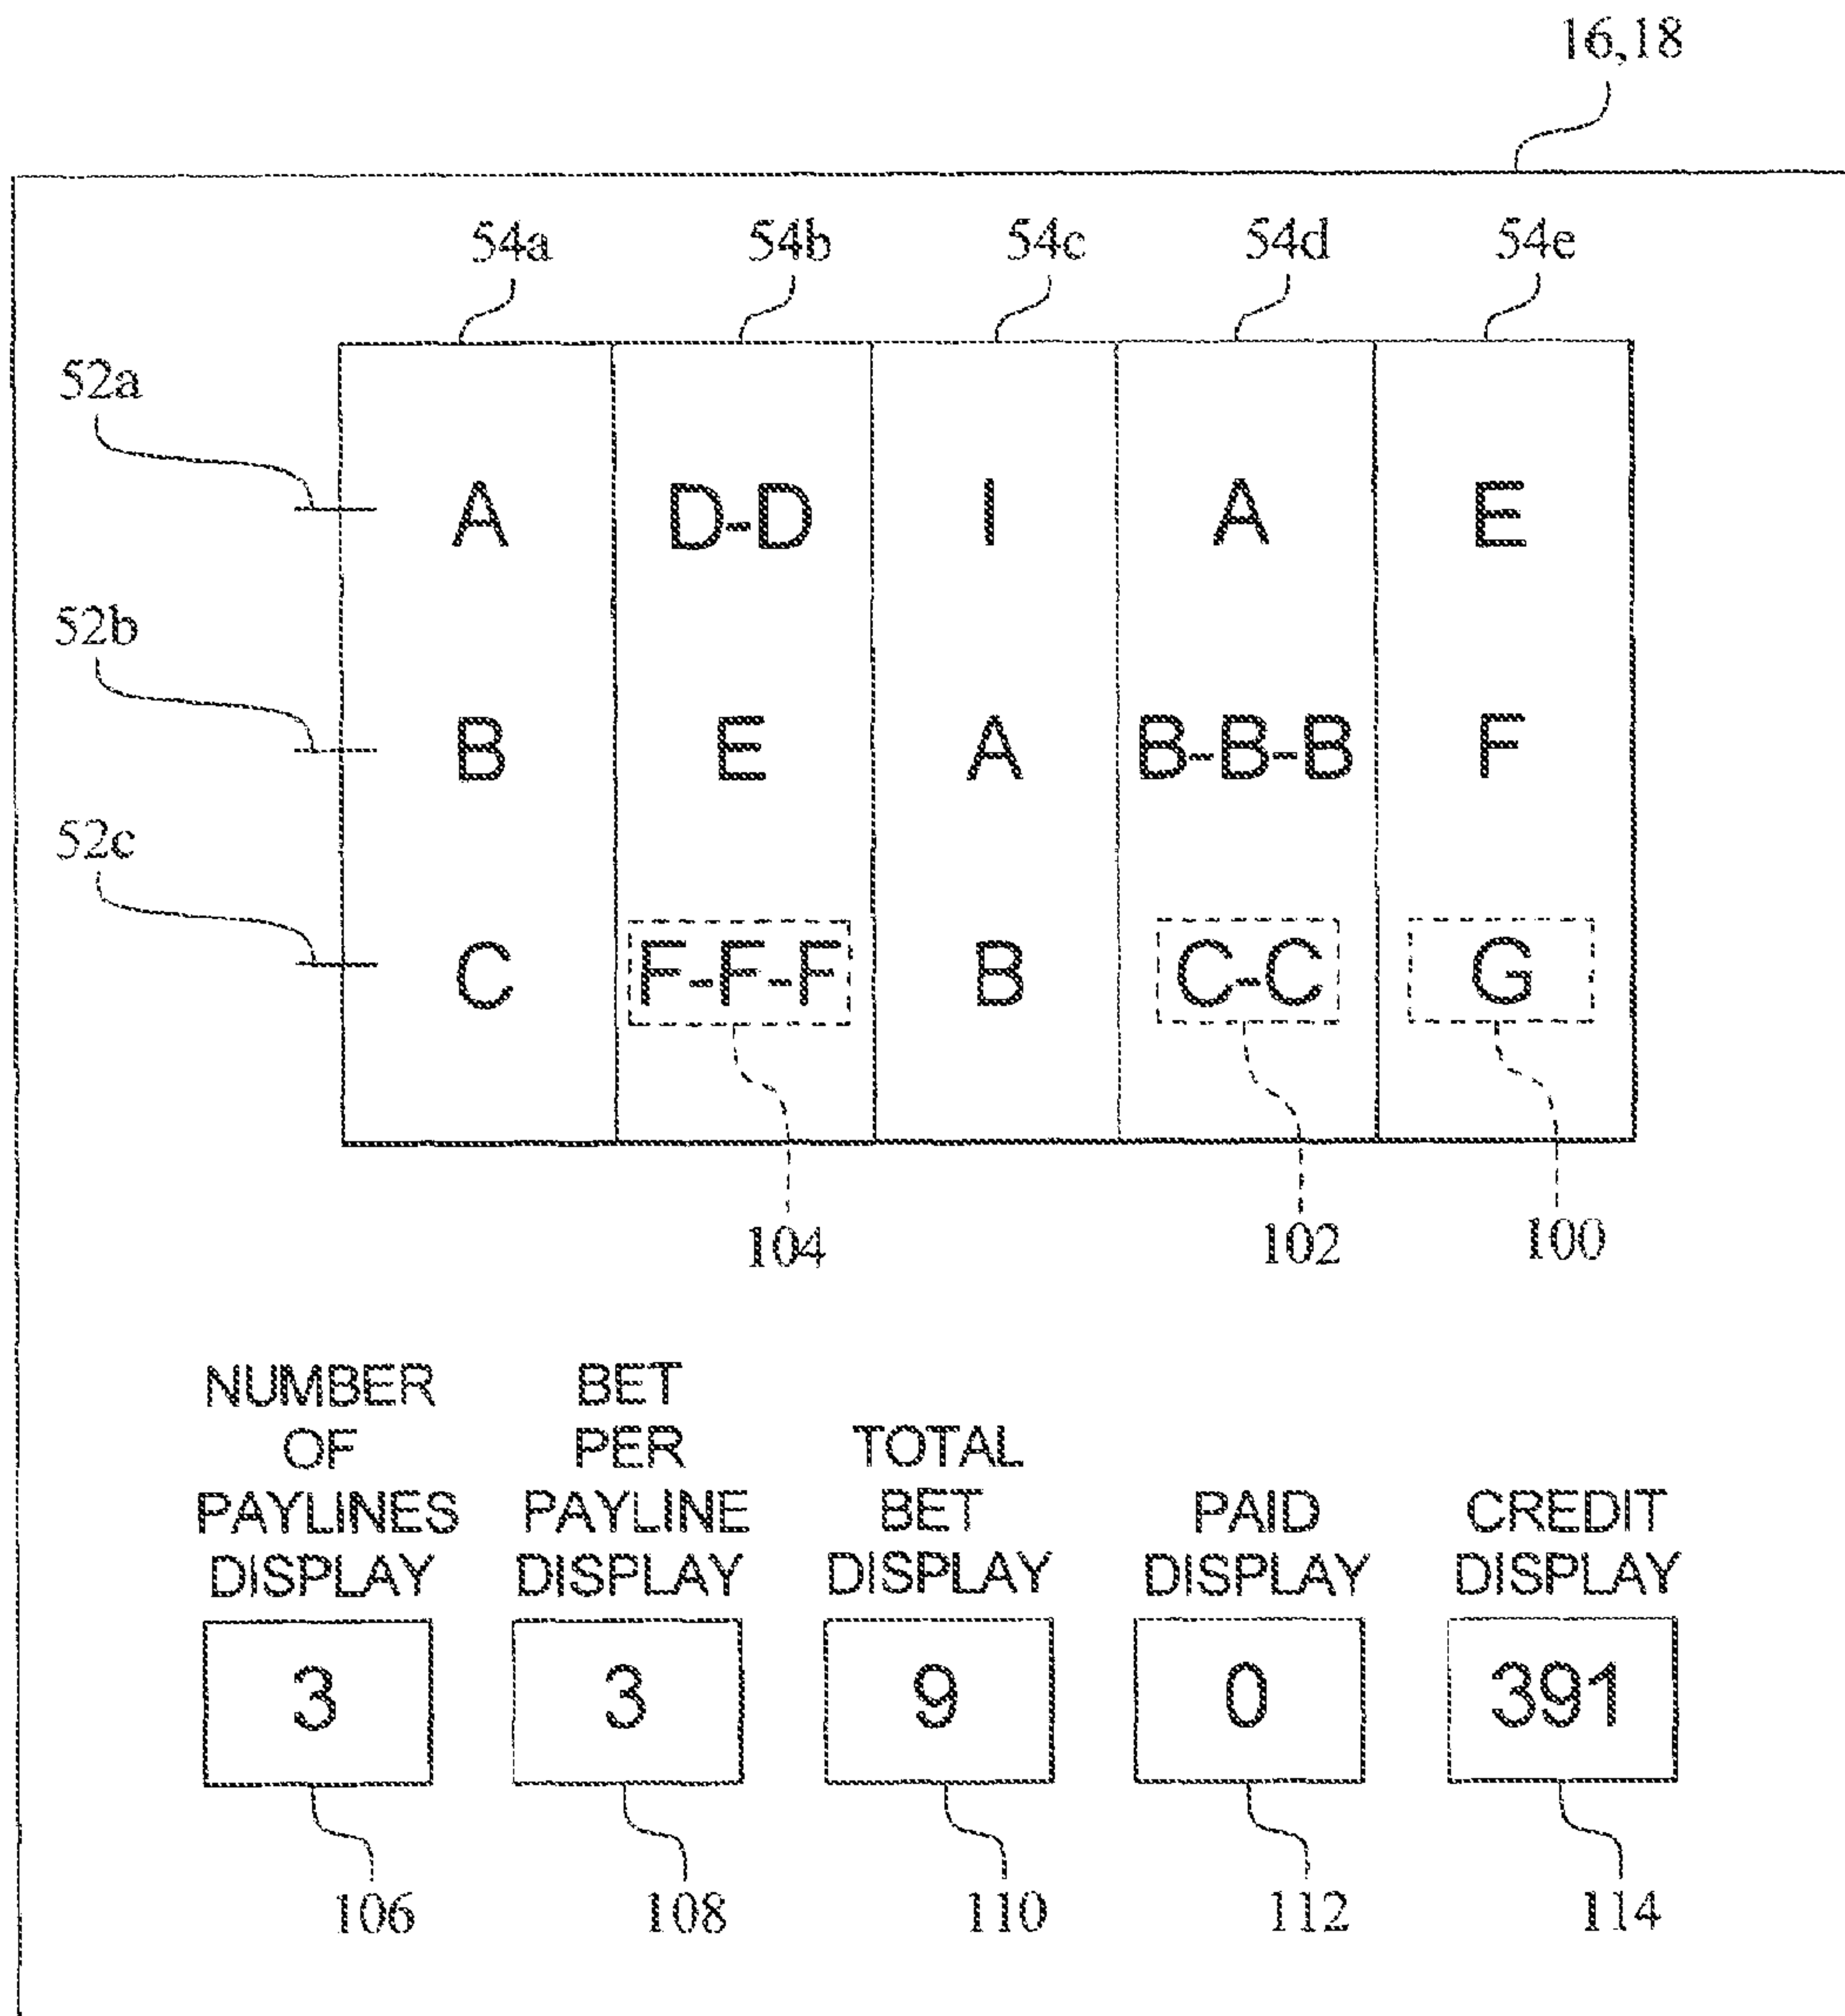 16,18
54a 54b 54c 54d 54e
52a
A D-D I A E
52b
B E A B-B-B F
52c
C F-F-F B C-C G
104 102 100
NUMBER
OF
PAYLINES
DISPLAY
BET
PER
PAYLINE
DISPLAY
TOTAL
BET
DISPLAY
PAID
DISPLAY
CREDIT
DISPLAY
3 3 9 0 391
106 108 110 112 114